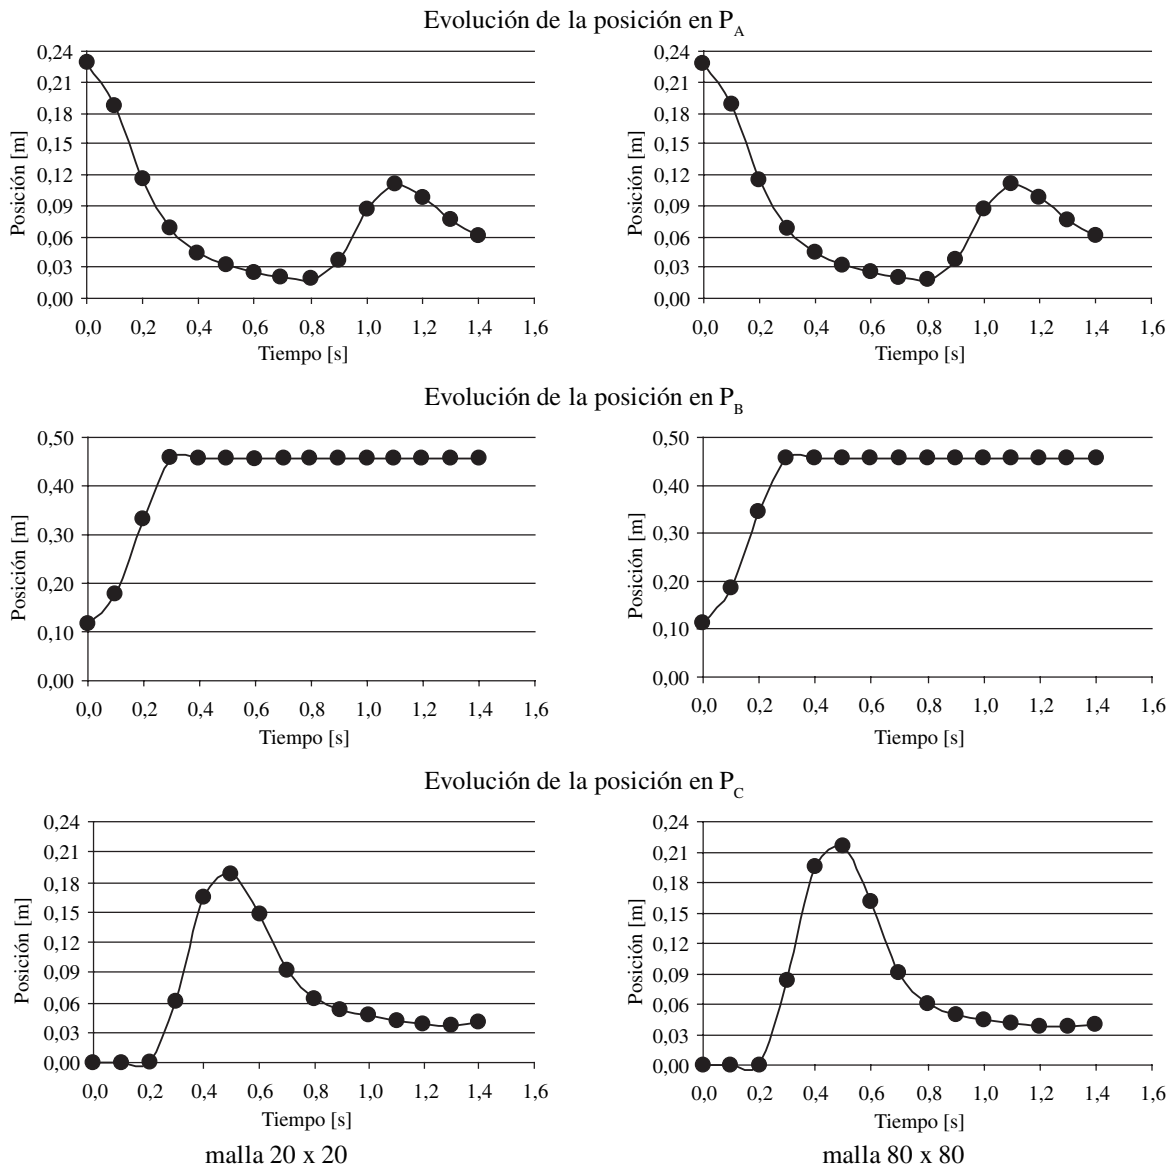 Evolución de la posición en P_A
0,24
0,21
0,18
0,15
0,12
0,09
0,06
0,03
0,00
Posición [m]
0,0 0,2 0,4 0,6 0,8 1,0 1,2 1,4 1,6
Tiempo [s]
0,24
0,21
0,18
0,15
0,12
0,09
0,06
0,03
0,00
Posición [m]
0,0 0,2 0,4 0,6 0,8 1,0 1,2 1,4 1,6
Tiempo [s]
Evolución de la posición en P_B
0,50
0,40
0,30
0,20
0,10
0,00
Posición [m]
0,0 0,2 0,4 0,6 0,8 1,0 1,2 1,4 1,6
Tiempo [s]
0,50
0,40
0,30
0,20
0,10
0,00
Posición [m]
0,0 0,2 0,4 0,6 0,8 1,0 1,2 1,4 1,6
Tiempo [s]
Evolución de la posición en P_C
0,24
0,21
0,18
0,15
0,12
0,09
0,06
0,03
0,00
Posición [m]
0,0 0,2 0,4 0,6 0,8 1,0 1,2 1,4 1,6
Tiempo [s]
malla 20 x 20
0,24
0,21
0,18
0,15
0,12
0,09
0,06
0,03
0,00
Posición [m]
0,0 0,2 0,4 0,6 0,8 1,0 1,2 1,4 1,6
Tiempo [s]
malla 80 x 80